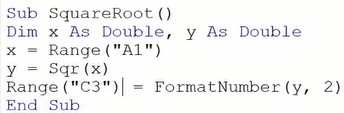 Sub SquareRoot()
Dim x As Double, y As Double
x = Range("A1")
y = Sqr(x)
Range("C3") = FormatNumber(y, 2)
End Sub